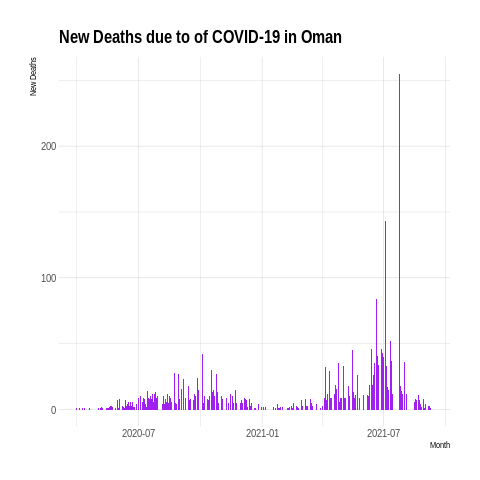 New Deaths due to of COVID-19 in Oman
New Deaths
200
100
0
2020-07
2021-01
2021-07
Month